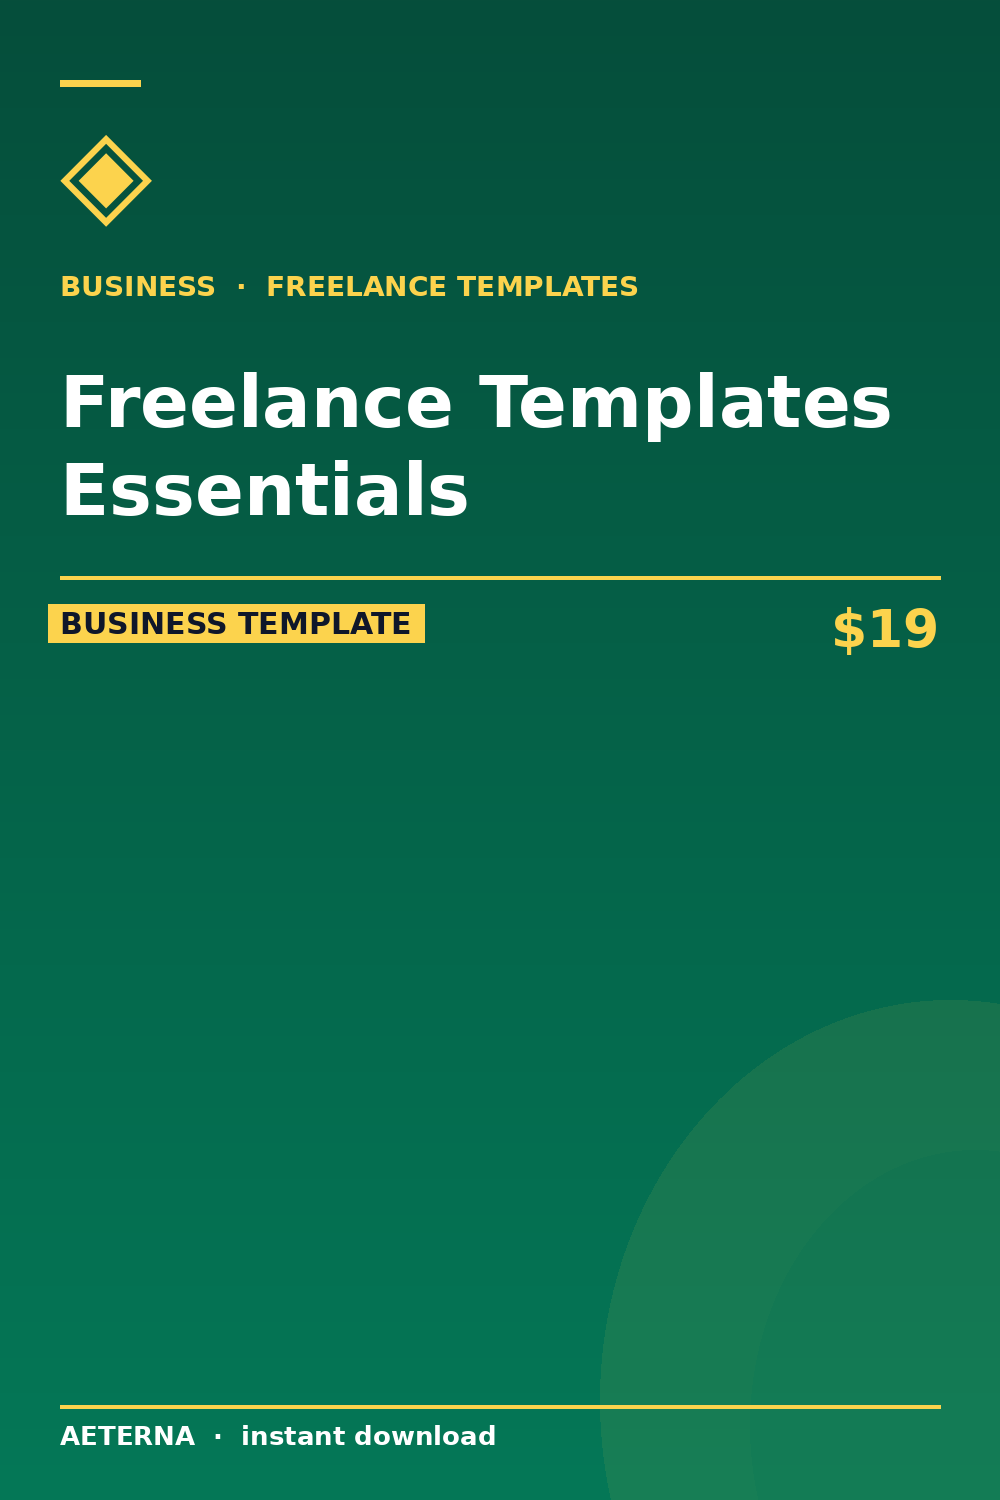 BUSINESS · FREELANCE TEMPLATES
Freelance Templates
Essentials
BUSINESS TEMPLATE
$19
AETERNA · instant download